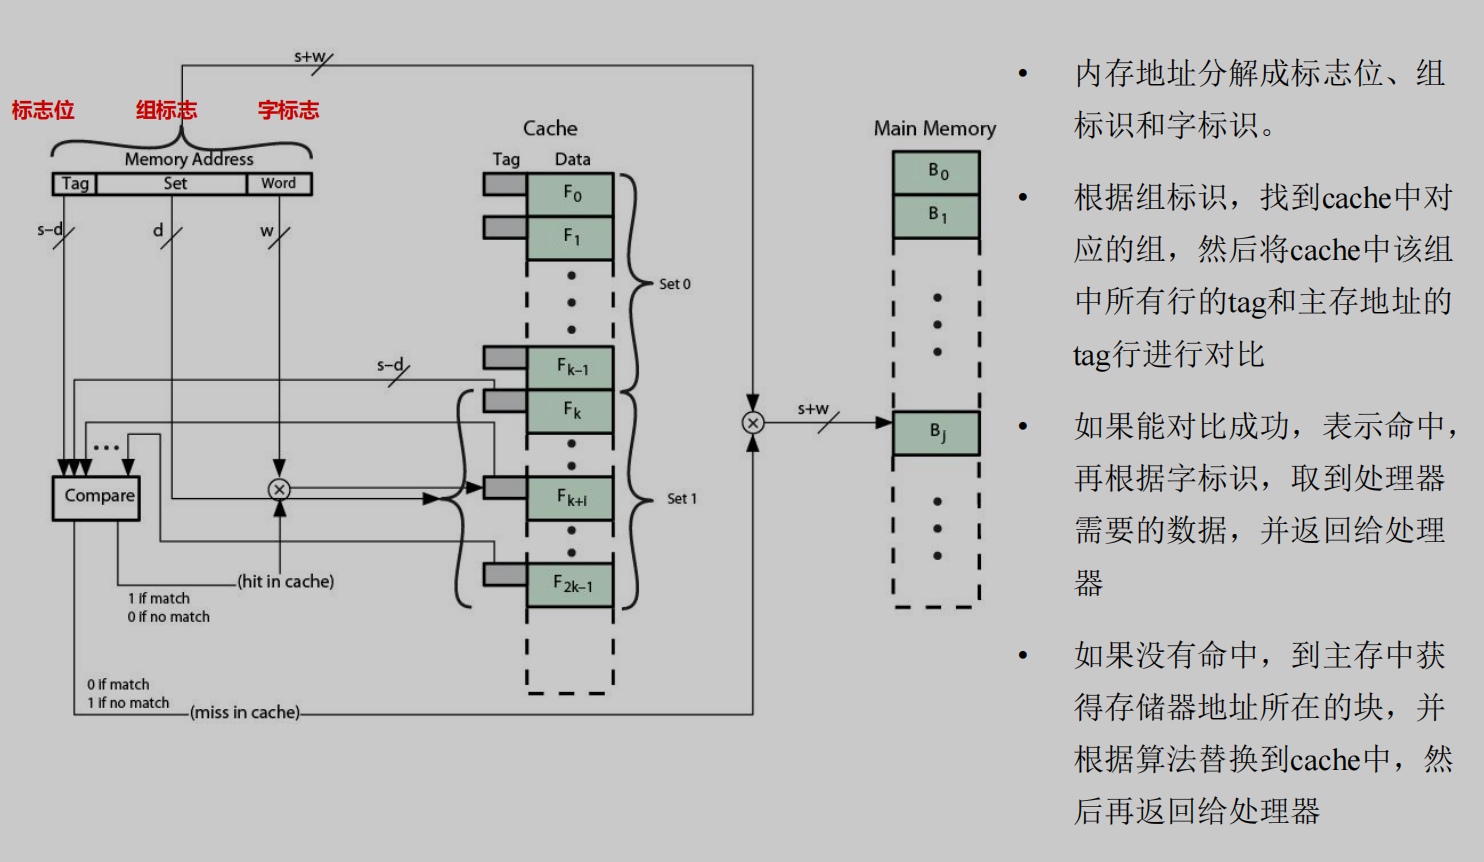 s+w
标志位 组标志 字标志
Memory Address
Tag Set Word
s–d d w
Cache
Tag Data
F0
F1
Set 0
Fk–1
s–d
Fk
Compare
Fk+i
Set 1
F2k–1
(hit in cache)
1 if match
0 if no match
0 if match
1 if no match
(miss in cache)
Main Memory
B0
B1
s+w
Bj
• 内存地址分解成标志位、组
标识和字标识。
• 根据组标识，找到cache中对
应的组，然后将cache中该组
中所有行的tag和主存地址的
tag行进行对比
• 如果能对比成功，表示命中，
再根据字标识，取到处理器
需要的数据，并返回给处理
器
• 如果没有命中，到主存中获
得存储器地址所在的块，并
根据算法替换到cache中，然
后再返回给处理器